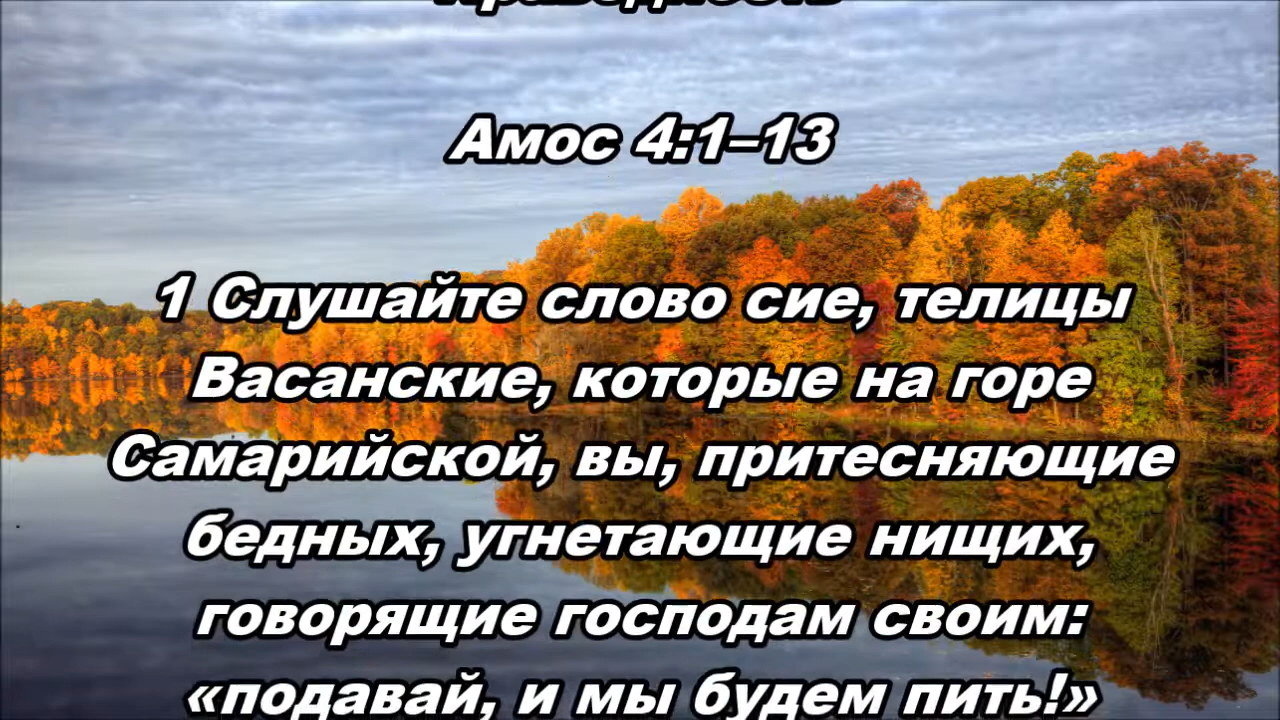 Амос 4:1–13
1 Слушайте слово сие, телицы
Васанские, которые на горе
Самарийской, вы, притесняющие
бедных, угнетающие нищих,
говорящие господам своим:
«подавай, и мы будем пить!»